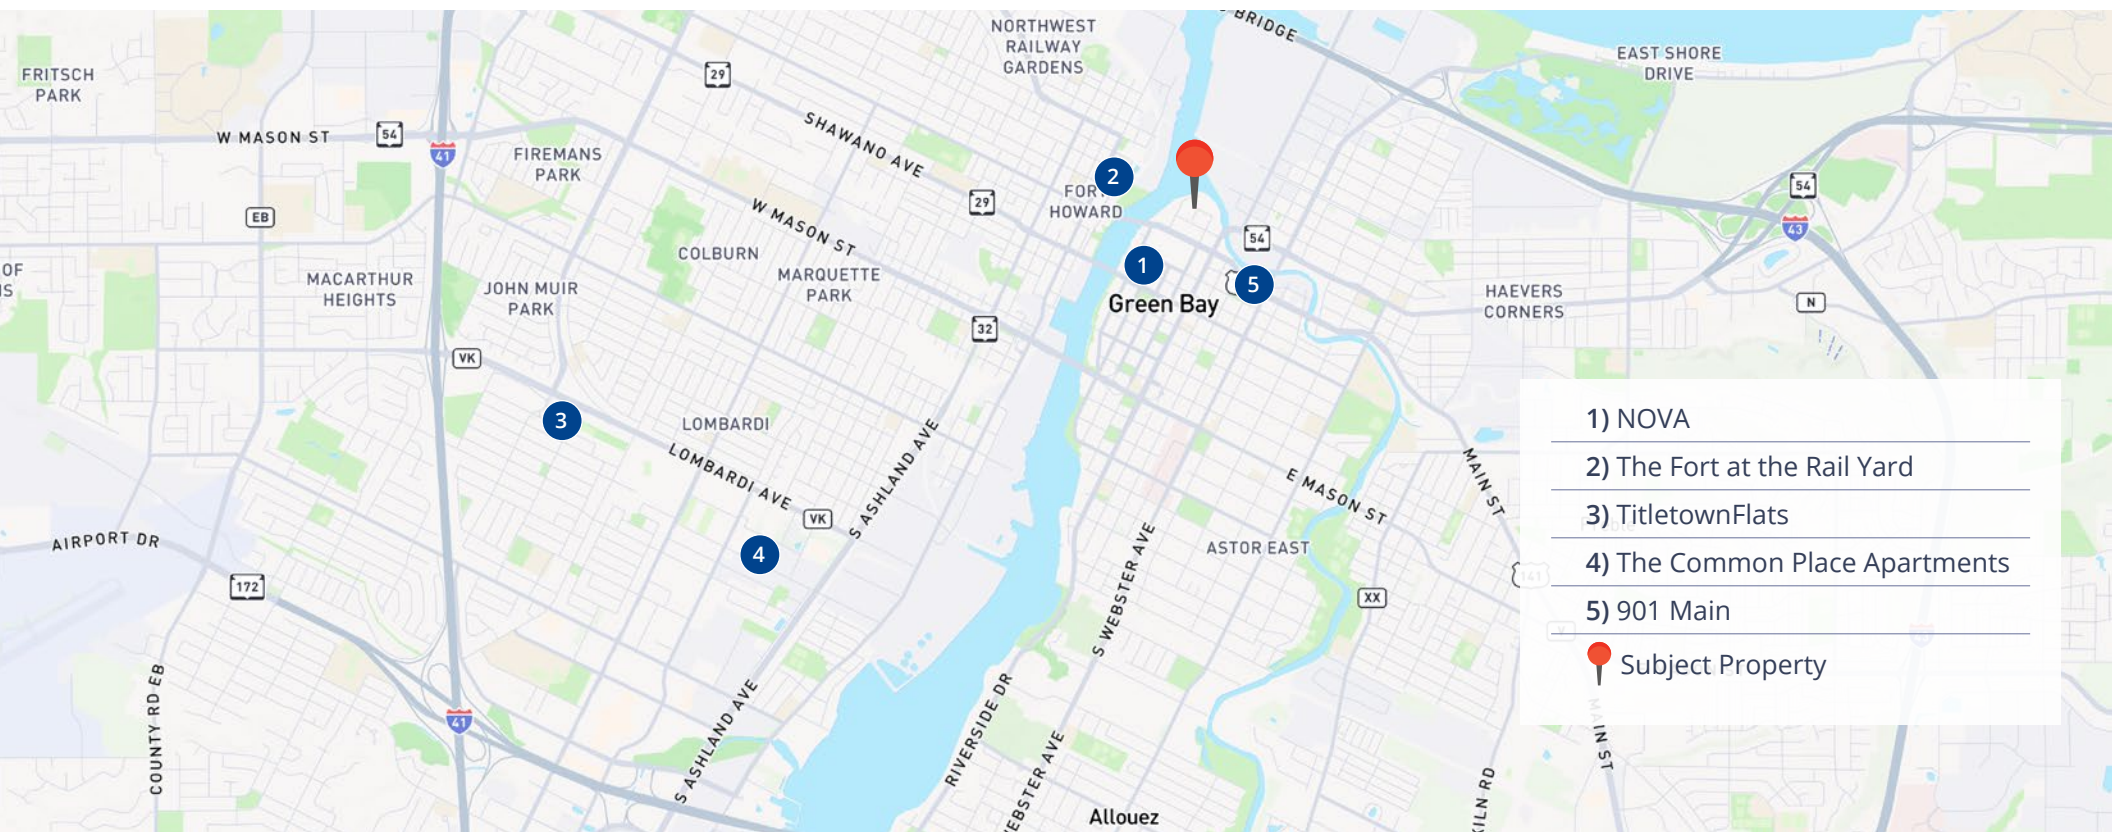 BRIDGE
NORTHWEST
RAILWAY
GARDENS
EAST SHORE
DRIVE
FRITSCH
PARK
29
W MASON ST
54
41
SHAWANO AVE
FIREMANS
PARK
2
FORT
HOWARD
54
43
EB
29
W MASON ST
54
COLBURN
1
5
OF
MACARTHUR
HEIGHTS
JOHN MUIR
PARK
MARQUETTE
PARK
Green Bay
HAEVERS
CORNERS
N
32
VK
3
LOMBARDI
LOMBARDI AVE
S ASHLAND AVE
VK
4
E MASON ST
MAIN ST
ASTOR EAST
S WEBSTER AVE
XX
141
AIRPORT DR
172
COUNTY RD EB
41
S ASHLAND AVE
RIVERSIDE DR
EBSTER AVE
Allouez
KILN RD
MAIN ST
1) NOVA
2) The Fort at the Rail Yard
3) TitletownFlats
4) The Common Place Apartments
5) 901 Main
Subject Property